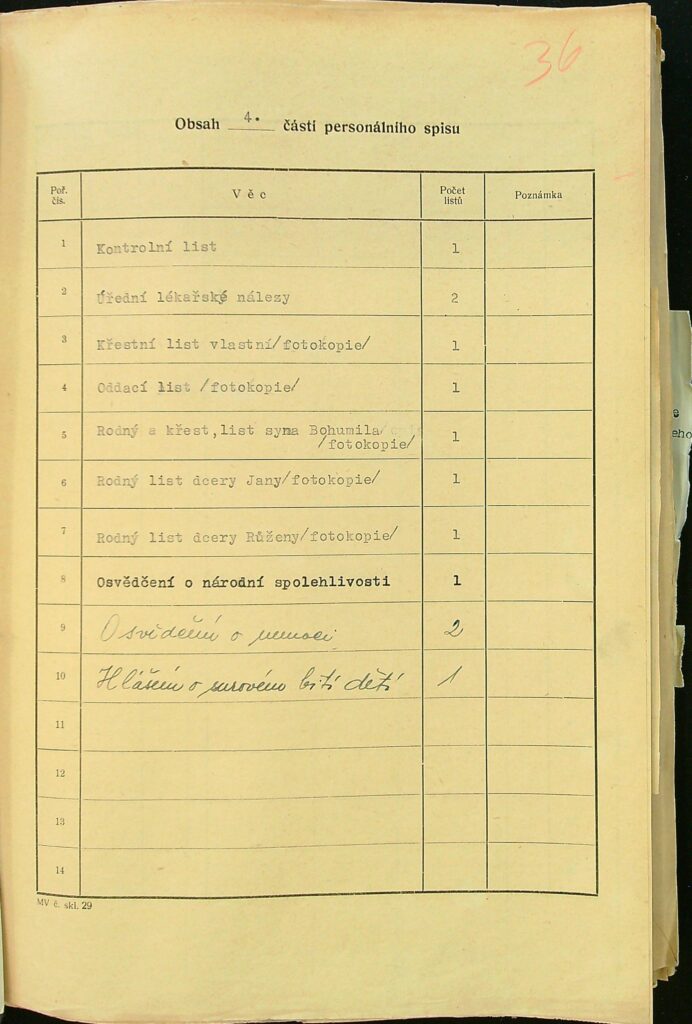 36
Obsah 4. části personálního spisu
Poř. čís. Věc Počet listů Poznámka
1 Kontrolní list 1
2 Úřední lékařské nálezy 2
3 Křestní list vlastní/fotokopie/ 1
4 Oddací list /fotokopie/ 1
5 Rodný a křest,list syna Bohumila/
/fotokopie/ 1
6 Rodný list dcery Jany/fotokopie/ 1
7 Rodný list dcery Růženy/fotokopie/ 1
8 Osvědčení o národní spolehlivosti 1
9 Osvědčení o nemoci 2
10 Hlášení o surovém bití dětí 1
11
12
13
14
MV č. skl. 29
e
eho